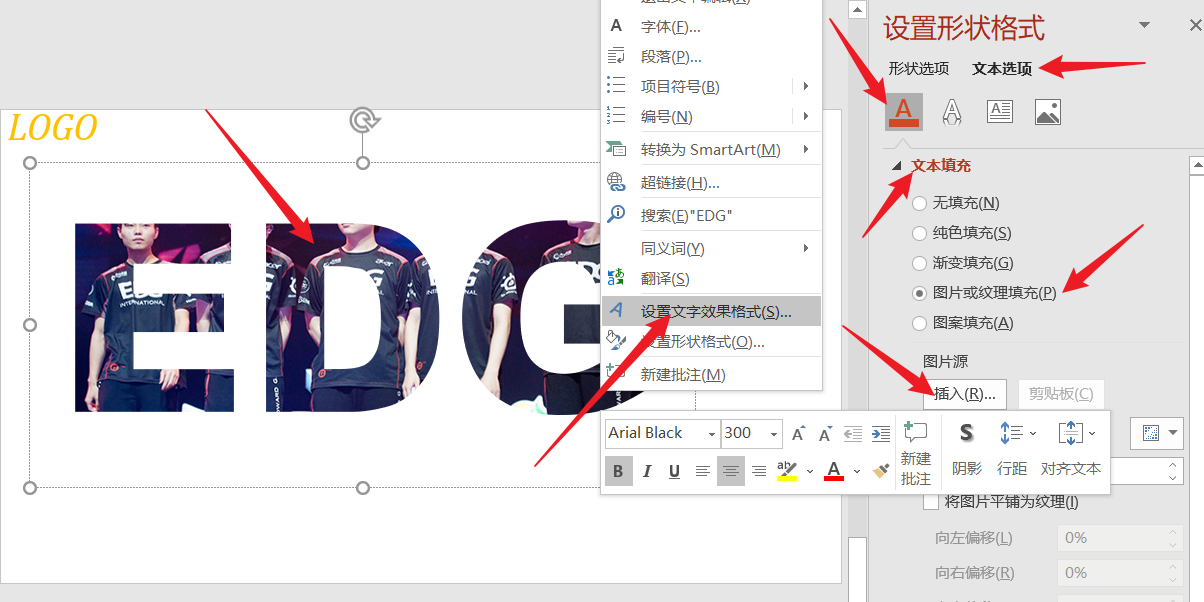 LOGO
EDG
INTERNATIONAL
字体(F)...
段落(P)...
项目符号(B)
编号(N)
转换为 SmartArt(M)
超链接(H)...
搜索(E)"EDG"
同义词(Y)
翻译(S)
设置文字效果格式(S)...
设置形状格式(O)...
新建批注(M)
Arial Black
300
B I U
ab
A
新建
批注
S
阴影
行距
对齐文本
设置形状格式
形状选项 文本选项
文本填充
无填充(N)
纯色填充(S)
渐变填充(G)
图片或纹理填充(P)
图案填充(A)
图片源
插入(R)...
剪贴板(C)
将图片平铺为纹理(I)
向左偏移(L) 0%
向右偏移(R) 0%